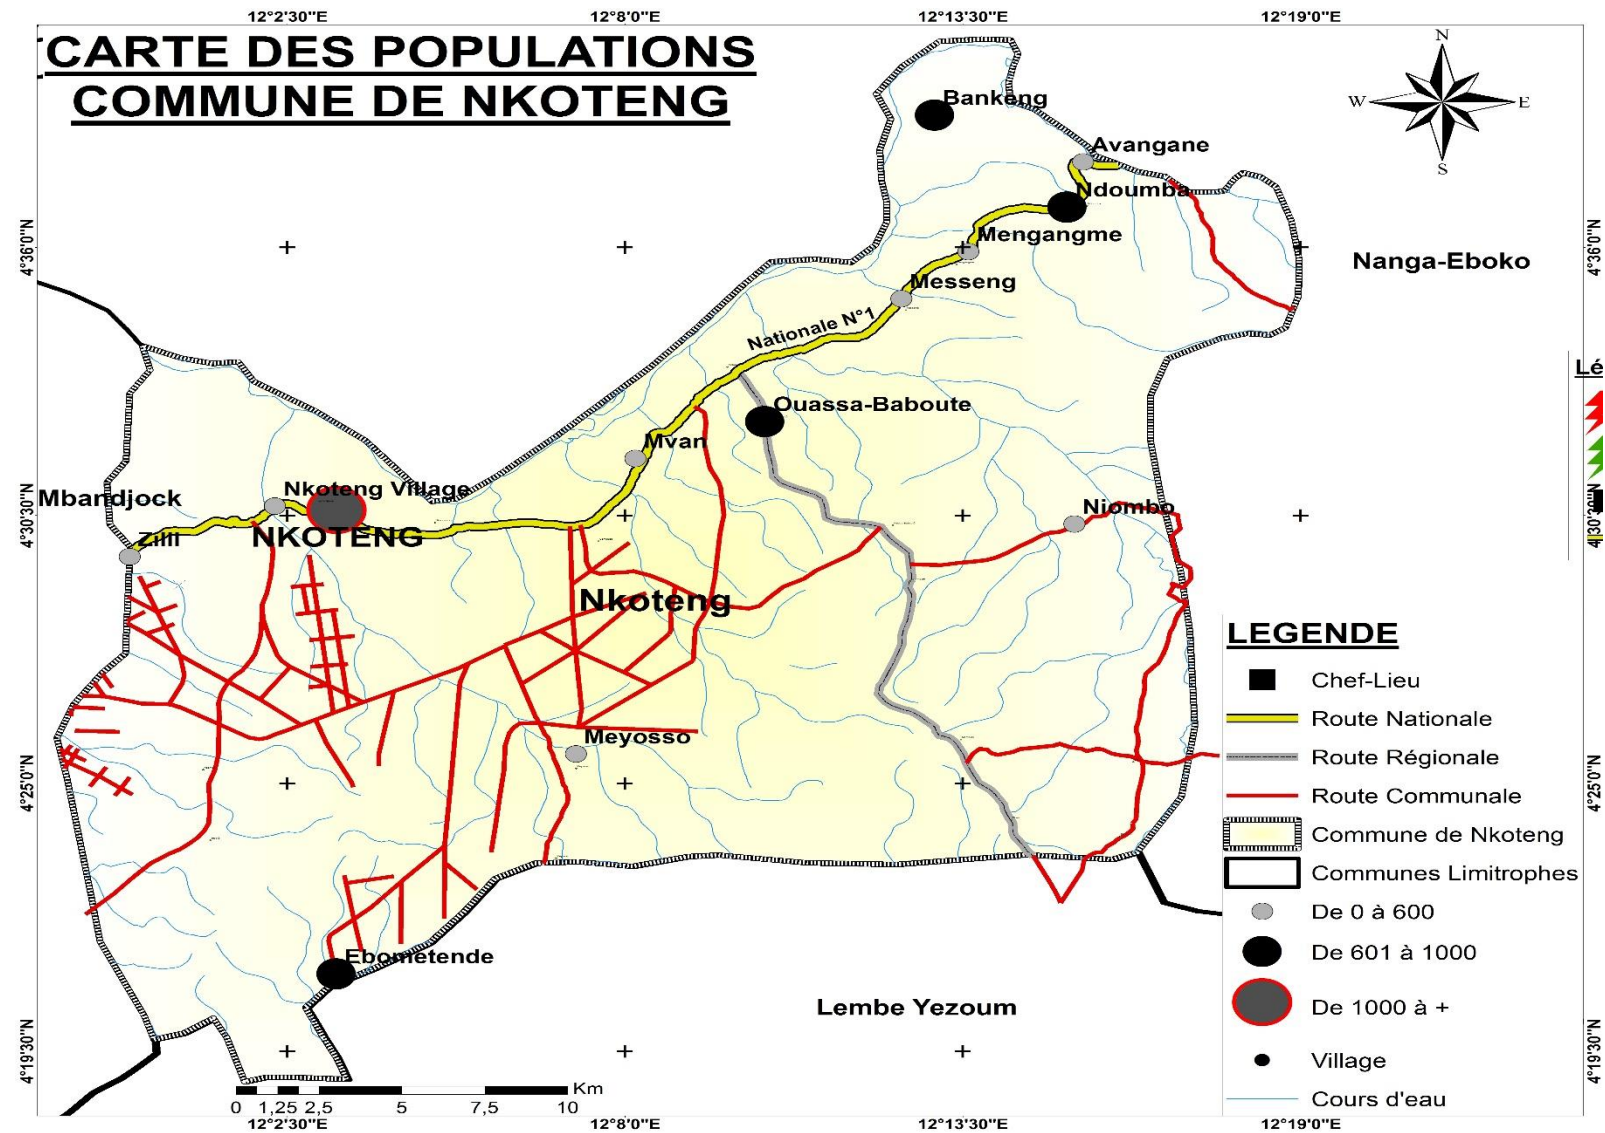 12°2'30"E 12°8'0"E 12°13'30"E 12°19'0"E
CARTE DES POPULATIONS
COMMUNE DE NKOTENG
N
W E
S
Bankeng
Avangane
Ndoumba
Mengangme
Messeng
Nationale N°1
Nanga-Eboko
4°36'0"N
4°36'0"N
Lé
Ouassa-Baboute
Mvan
Nkoteng Village
Mbandjock
Zilli
NKOTENG
Niombo
4°30'30"N
4°30'30"N
Nkoteng
Meyosso
4°25'0"N
4°25'0"N
Ebometende
Lembe Yezoum
4°19'30"N
4°19'30"N
LEGENDE
Chef-Lieu
Route Nationale
Route Régionale
Route Communale
Commune de Nkoteng
Communes Limitrophes
De 0 à 600
De 601 à 1000
De 1000 à +
Village
Cours d'eau
Km
0 1,25 2,5 5 7,5 10
12°2'30"E 12°8'0"E 12°13'30"E 12°19'0"E